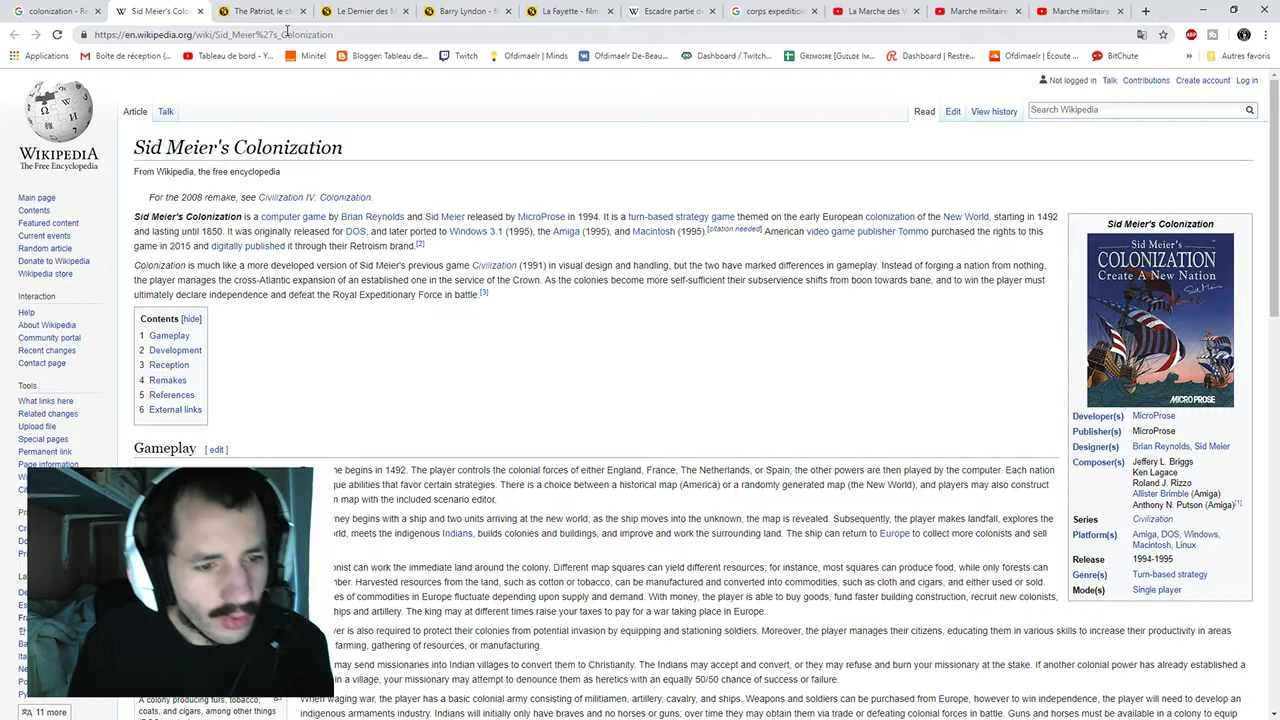 colonization - Re
Sid Meier's Colo
The Patriot, le ch
Le Dernier des M
Barry Lyndon - fi
La Fayette - film
Escadre partie de
corps expedition
La Marche des V
Marche militaire
Marche militaire
https://en.wikipedia.org/wiki/Sid_Meier%27s_Colonization
Applications
Boîte de réception (
Tableau de bord - Y
Minitel
Blogger: Tableau de
Twitch
Ofdimaelr | Minds
Ofdimaelr De-Beau
Dashboard / Twitch
GRIMOIRE [GUILDE IM
Dashboard | Restre
Ofdimaelr | Écoute
BitChute
Autres favoris
Not logged in Talk Contributions Create account Log in
Article Talk
Read Edit View history
Search Wikipedia
WIKIPEDIA
The Free Encyclopedia
Main page
Contents
Featured content
Current events
Random article
Donate to Wikipedia
Wikipedia store
Interaction
Help
About Wikipedia
Community portal
Recent changes
Contact page
Tools
What links here
Related changes
Upload file
Special pages
Permanent link
Page information
11 more
Sid Meier's Colonization
From Wikipedia, the free encyclopedia
For the 2008 remake, see Civilization IV: Colonization.
Sid Meier's Colonization is a computer game by Brian Reynolds and Sid Meier released by MicroProse in 1994. It is a turn-based strategy game themed on the early European colonization of the New World, starting in 1492
and lasting until 1850. It was originally released for DOS, and later ported to Windows 3.1 (1995), the Amiga (1995), and Macintosh (1995).[citation needed] American video game publisher Tommo purchased the rights to this
game in 2015 and digitally published it through their Retroism brand.[2]
Colonization is much like a more developed version of Sid Meier's previous game Civilization (1991) in visual design and handling, but the two have marked differences in gameplay. Instead of forging a nation from nothing,
the player manages the cross-Atlantic expansion of an established one in the service of the Crown. As the colonies become more self-sufficient their subservience shifts from boon towards bane, and to win the player must
ultimately declare independence and defeat the Royal Expeditionary Force in battle.[3]
Contents [hide]
1 Gameplay
2 Development
3 Reception
4 Remakes
5 References
6 External links
Gameplay [ edit ]
e begins in 1492. The player controls the colonial forces of either England, France, The Netherlands, or Spain; the other powers are then played by the computer. Each nation
que abilities that favor certain strategies. There is a choice between a historical map (America) or a randomly generated map (the New World), and players may also construct
n map with the included scenario editor.
ney begins with a ship and two units arriving at the new world; as the ship moves into the unknown, the map is revealed. Subsequently, the player makes landfall, explores the
rld, meets the indigenous Indians, builds colonies and buildings, and improve and work the surrounding land. The ship can return to Europe to collect more colonists and sell
onist can work the immediate land around the colony. Different map squares can yield different resources; for instance, most squares can produce food, while only forests can
mber. Harvested resources from the land, such as cotton or tobacco, can be manufactured and converted into commodities, such as cloth and cigars, and either used or sold.
es of commodities in Europe fluctuate depending upon supply and demand. With money, the player is able to buy goods, fund faster building construction, recruit new colonists,
hips and artillery. The king may at different times raise your taxes to pay for a war taking place in Europe.
yer is also required to protect their colonies from potential invasion by equipping and stationing soldiers. Moreover, the player manages their citizens, educating them in various skills to increase their productivity in areas
farming, gathering of resources, or manufacturing.
may send missionaries into Indian villages to convert them to Christianity. The Indians may accept and convert, or they may refuse and burn your missionary at the stake. If another colonial power has already established a
n in a village, your missionary may attempt to denounce them as heretics with an equally 50/50 chance of success or failure.
A colony producing furs, tobacco,
coats, and cigars, among other things
When waging war, the player has a basic colonial army consisting of militiamen, artillery, cavalry, and ships. Weapons and soldiers can be purchased from Europe, however to win independence, the player will need to develop an
indigenous armaments industry. Indians will initially only have braves and no horses or guns; over time they may obtain them via trade or defeating colonial forces in battle. Guns and horses must be available in a colony to equip
Sid Meier's Colonization
Sid Meier's
COLONIZATION
Create A New Nation
MICRO PROSE
Developer(s) MicroProse
Publisher(s) MicroProse
Designer(s) Brian Reynolds, Sid Meier
Composer(s) Jeffery L. Briggs
Ken Lagace
Roland J. Rizzo
Allister Brimble (Amiga)
Anthony N. Putson (Amiga)[1]
Series Civilization
Platform(s) Amiga, DOS, Windows,
Macintosh, Linux
Release 1994-1995
Genre(s) Turn-based strategy
Mode(s) Single player